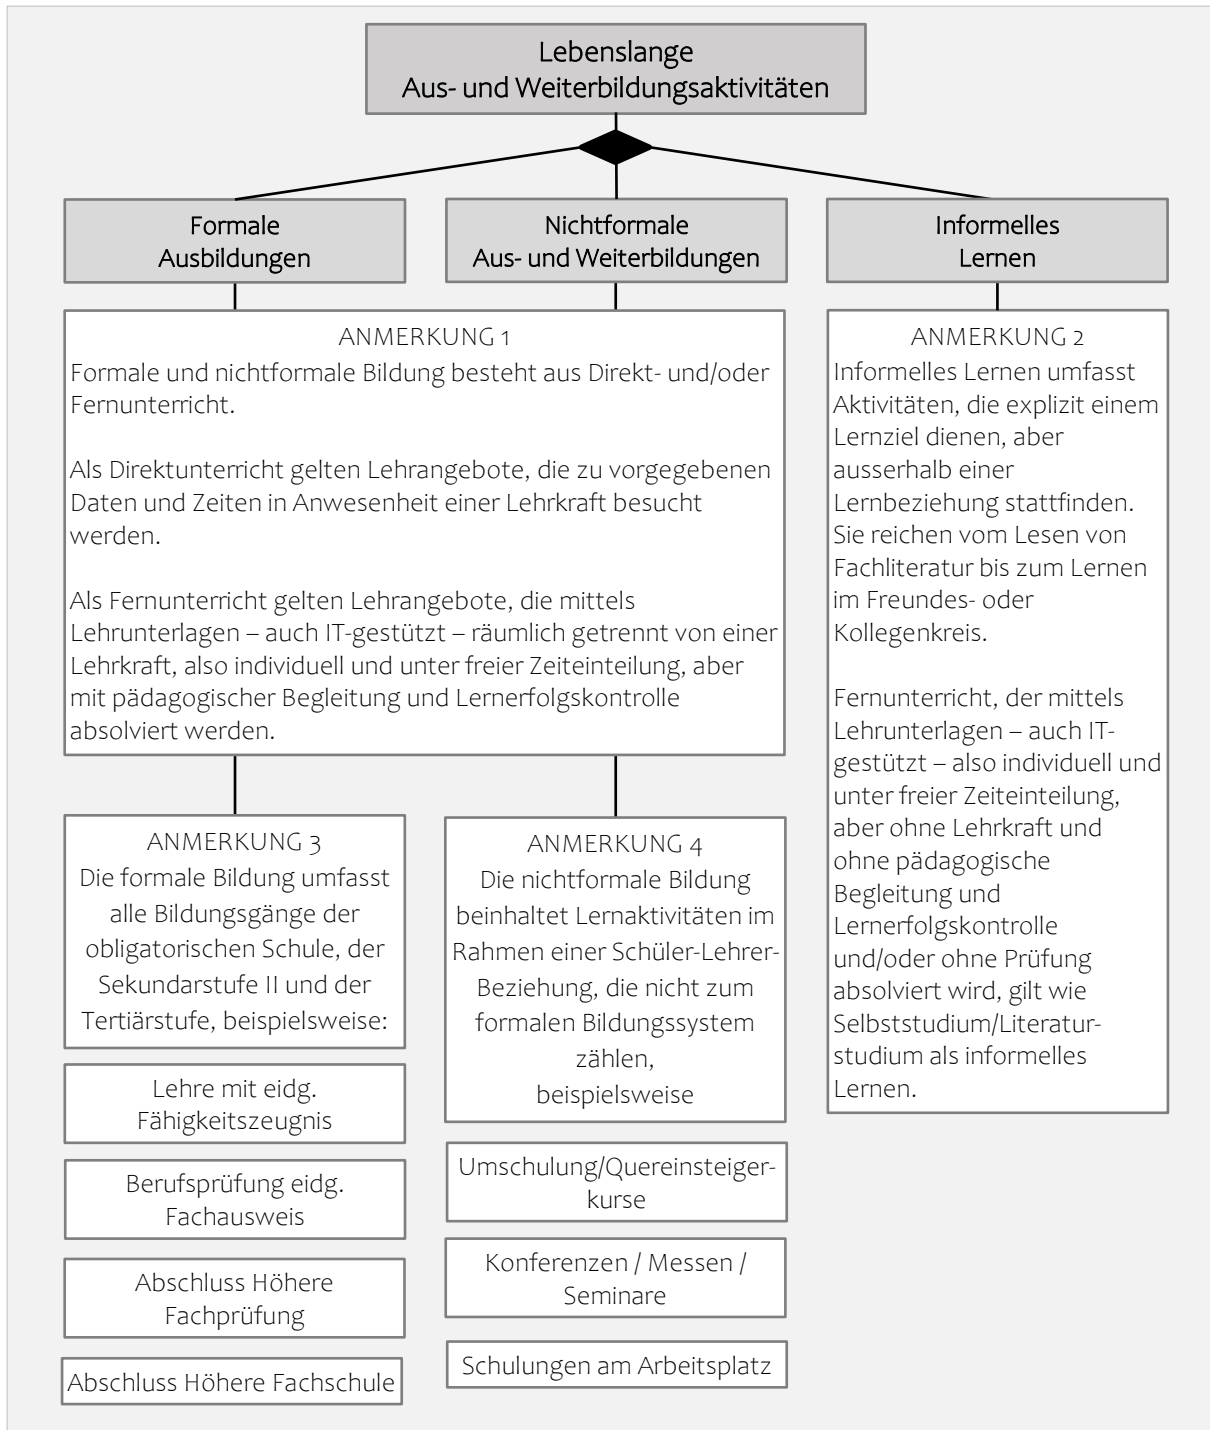 Lebenslange
Aus- und Weiterbildungsaktivitäten
Formale
Ausbildungen
Nichtformale
Aus- und Weiterbildungen
Informelles
Lernen
ANMERKUNG 1
Formale und nichtformale Bildung besteht aus Direkt- und/oder
Fernunterricht.
Als Direktunterricht gelten Lehrangebote, die zu vorgegebenen
Daten und Zeiten in Anwesenheit einer Lehrkraft besucht
werden.
Als Fernunterricht gelten Lehrangebote, die mittels
Lehrunterlagen – auch IT-gestützt – räumlich getrennt von einer
Lehrkraft, also individuell und unter freier Zeiteinteilung, aber
mit pädagogischer Begleitung und Lernerfolgskontrolle
absolviert werden.
ANMERKUNG 2
Informelles Lernen umfasst
Aktivitäten, die explizit einem
Lernziel dienen, aber
ausserhalb einer
Lernbeziehung stattfinden.
Sie reichen vom Lesen von
Fachliteratur bis zum Lernen
im Freundes- oder
Kollegenkreis.
Fernunterricht, der mittels
Lehrunterlagen – auch IT-
gestützt – also individuell und
unter freier Zeiteinteilung,
aber ohne Lehrkraft und
ohne pädagogische
Begleitung und
Lernerfolgskontrolle
und/oder ohne Prüfung
absolviert wird, gilt wie
Selbststudium/Literatur-
studium als informelles
Lernen.
ANMERKUNG 3
Die formale Bildung umfasst
alle Bildungsgänge der
obligatorischen Schule, der
Sekundarstufe II und der
Tertiärstufe, beispielsweise:
Lehre mit eidg.
Fähigkeitszeugnis
Berufsprüfung eidg.
Fachausweis
Abschluss Höhere
Fachprüfung
Abschluss Höhere Fachschule
ANMERKUNG 4
Die nichtformale Bildung
beinhaltet Lernaktivitäten im
Rahmen einer Schüler-Lehrer-
Beziehung, die nicht zum
formalen Bildungssystem
zählen,
beispielsweise
Umschulung/Quereinsteiger-
kurse
Konferenzen / Messen /
Seminare
Schulungen am Arbeitsplatz